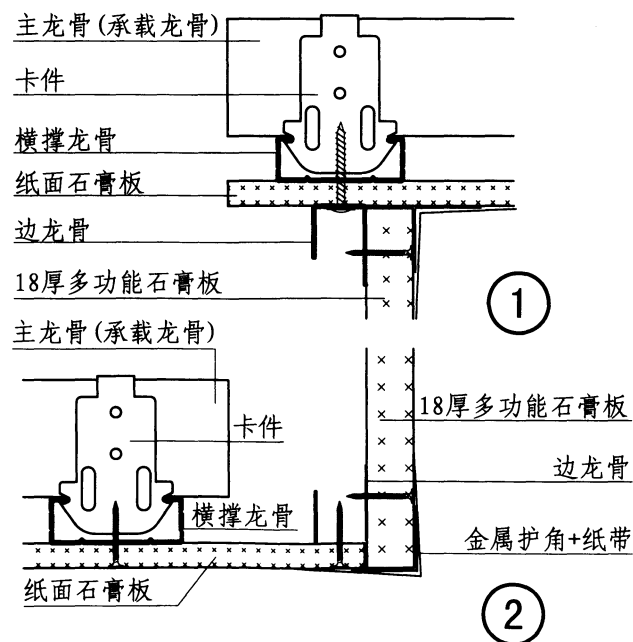 主龙骨(承载龙骨)
卡件
横撑龙骨
纸面石膏板
边龙骨
18厚多功能石膏板
1
主龙骨(承载龙骨)
18厚多功能石膏板
卡件
边龙骨
横撑龙骨
金属护角+纸带
纸面石膏板
2